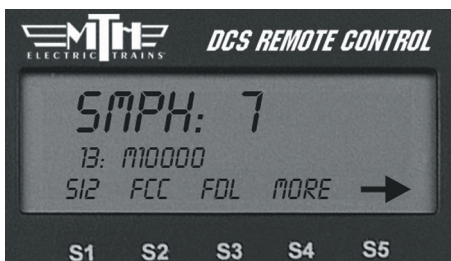 MTH DCS REMOTE CONTROL
ELECTRIC TRAINS
SMPH: 7
13: M10000
SI2 FCC FDL MORE
S1 S2 S3 S4 S5